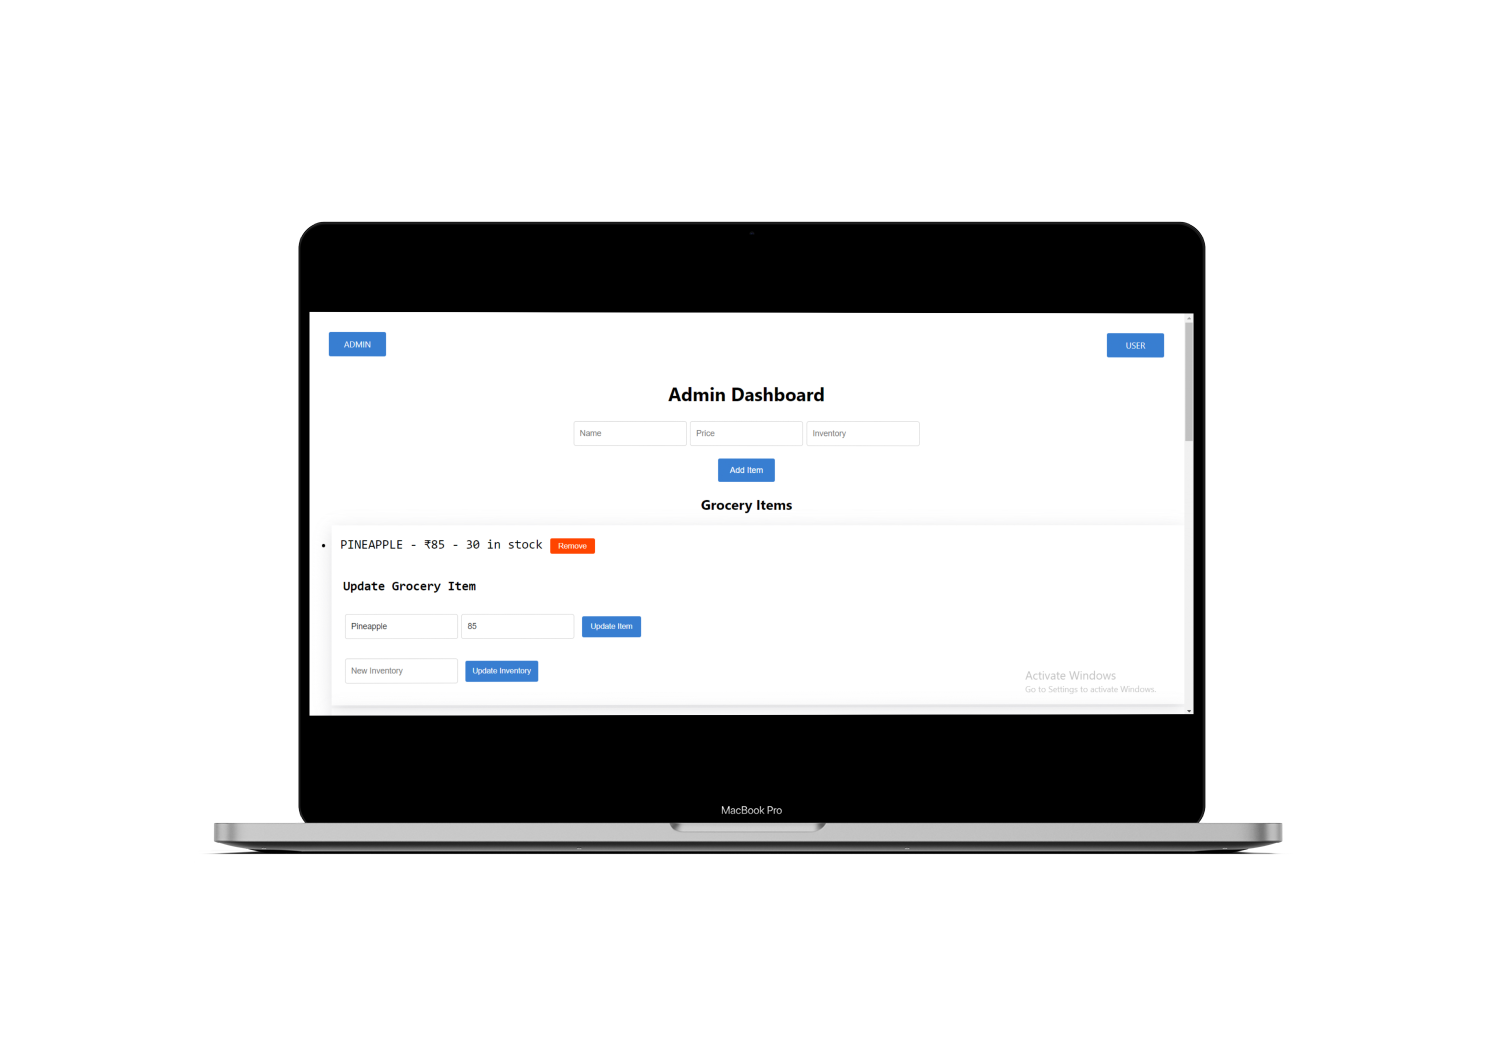 ADMIN
USER
Admin Dashboard
Name
Price
Inventory
Add Item
Grocery Items
PINEAPPLE - ₹85 - 30 in stock
Remove
Update Grocery Item
Pineapple
85
Update Item
New Inventory
Update Inventory
Activate Windows
Go to Settings to activate Windows.
MacBook Pro